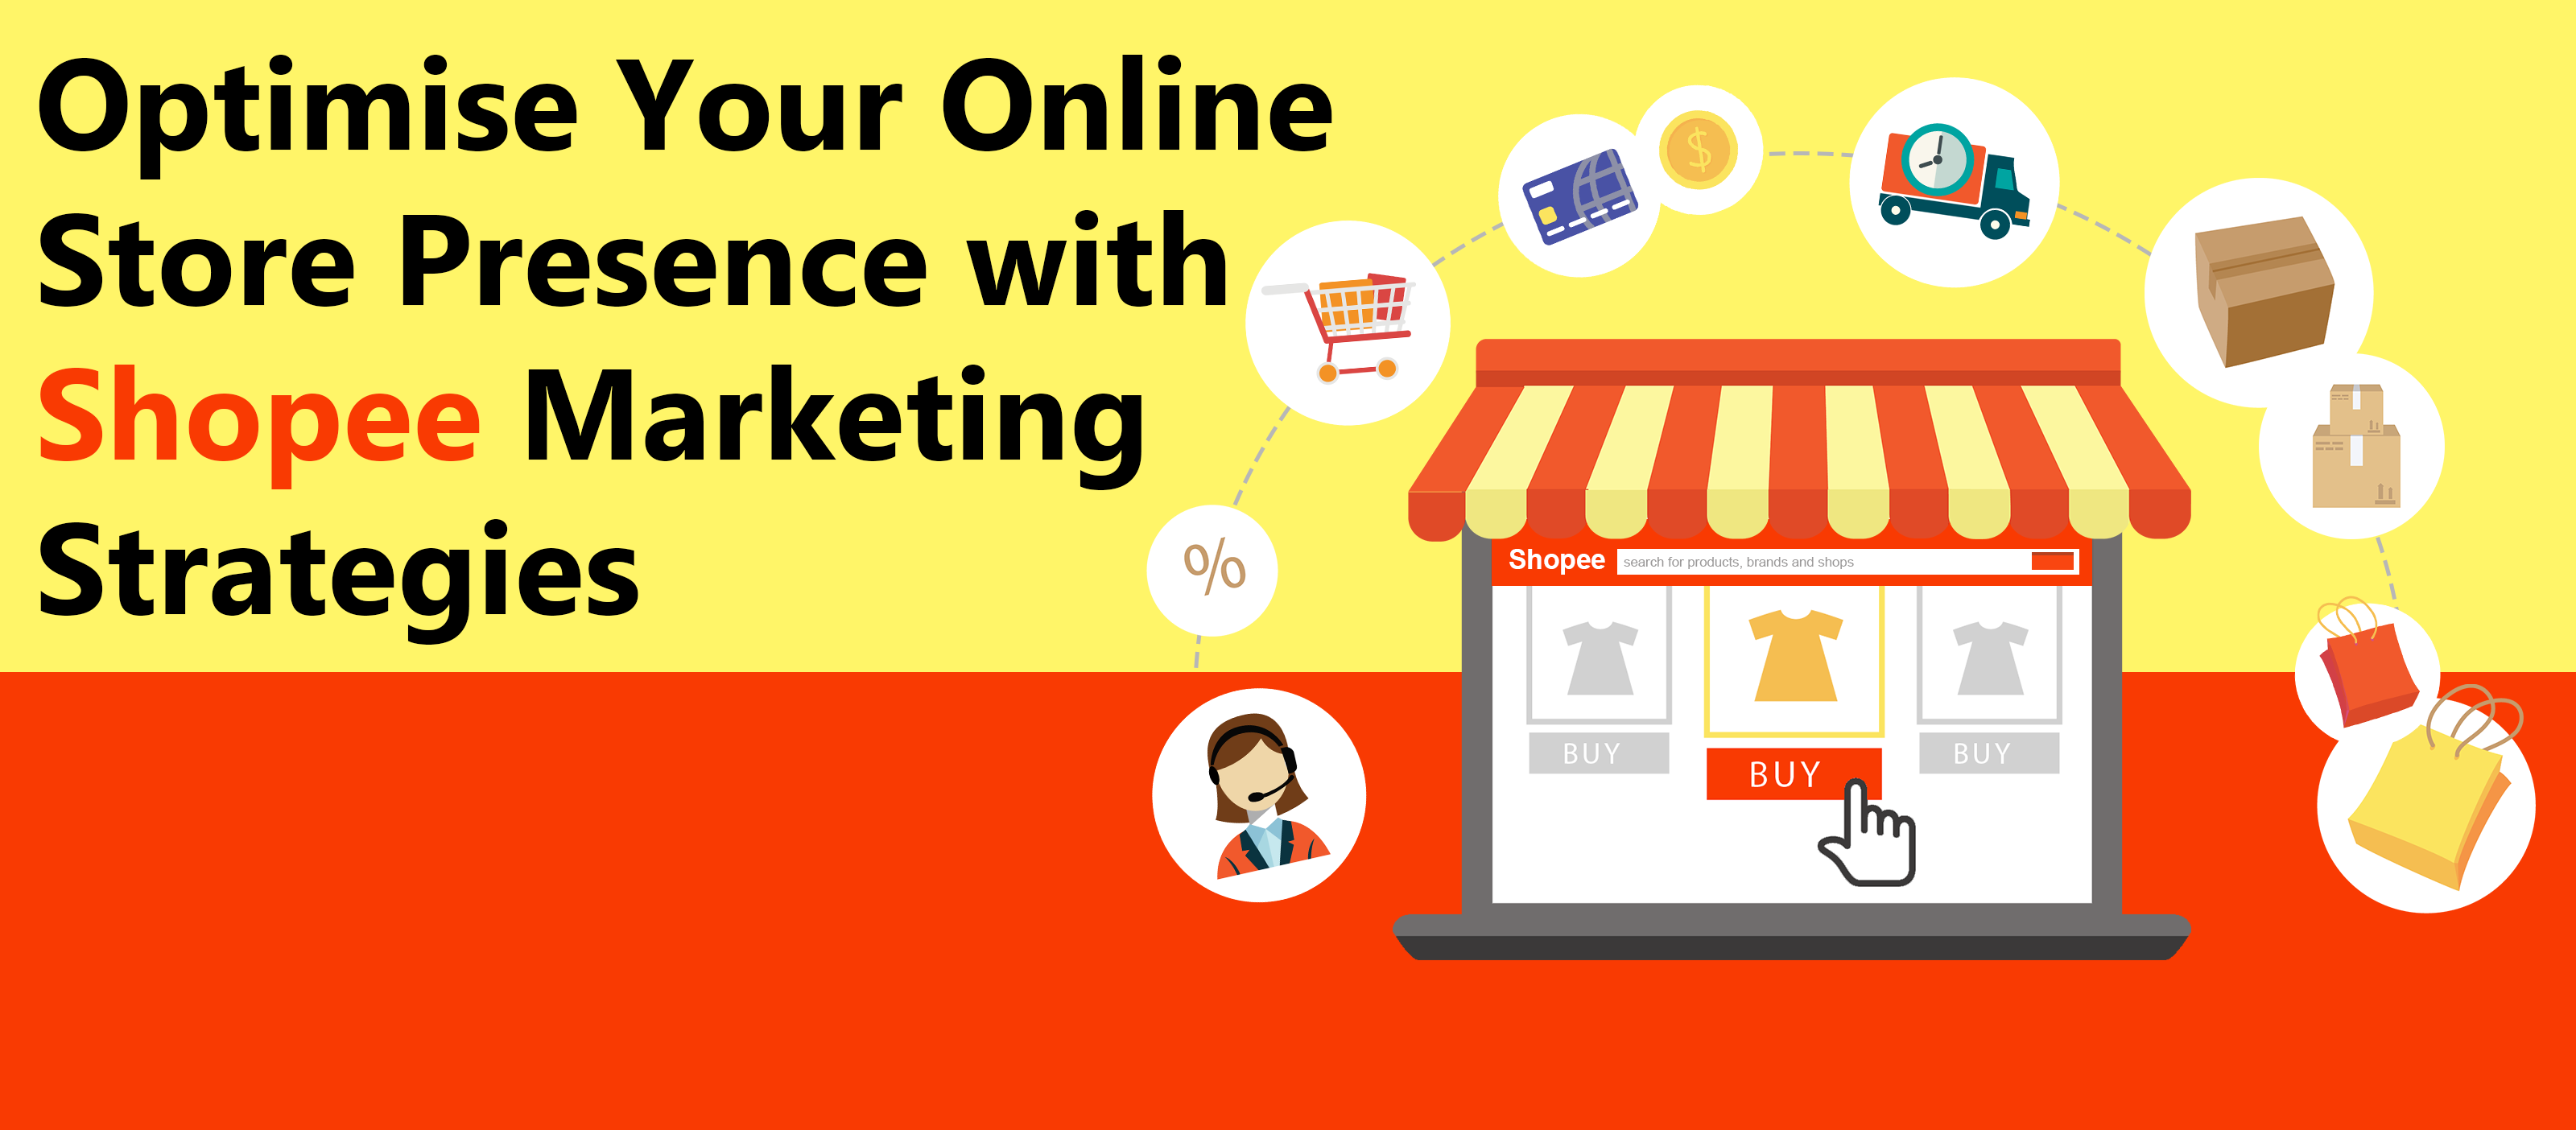 Optimise Your Online
Store Presence with
Shopee Marketing
Strategies
%
$
Shopee search for products, brands and shops
BUY BUY BUY